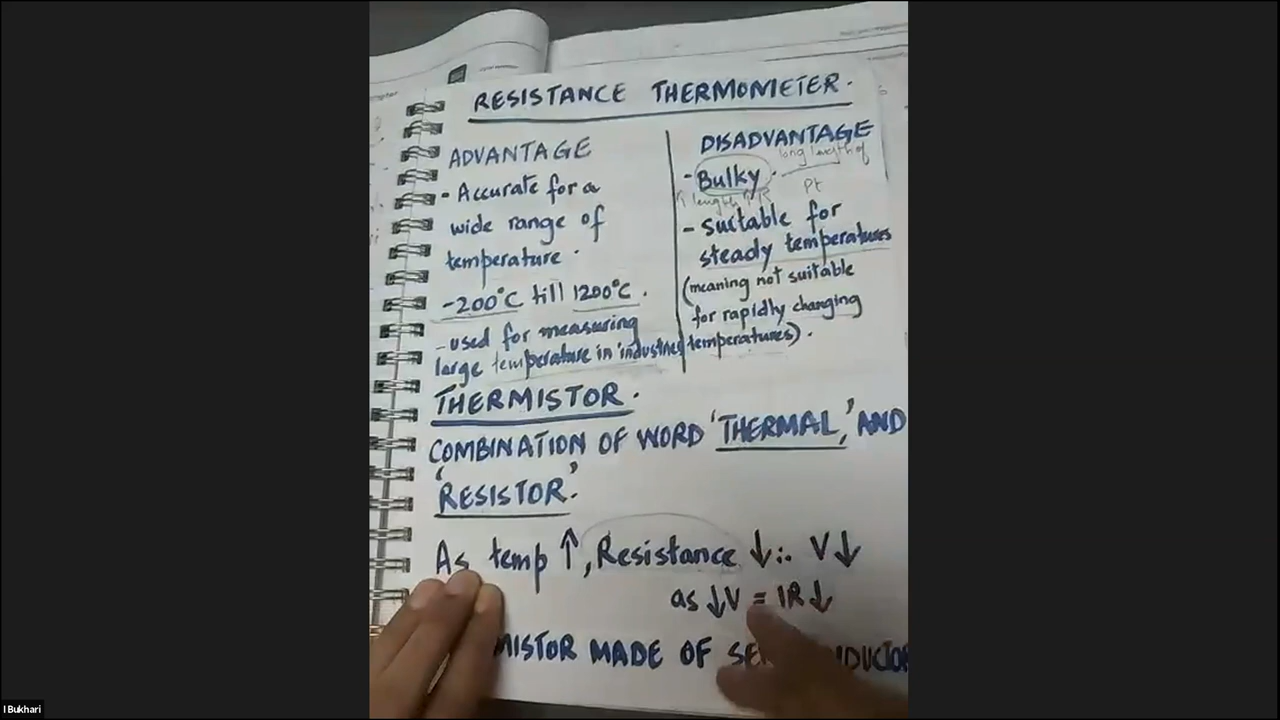 RESISTANCE THERMOMETER.
ADVANTAGE
- Accurate for a
wide range of
temperature.
-200°C till 1200°C.
- used for measuring
large temperature in industries
DISADVANTAGE
- Bulky. long length of
Pt
↑ length ↑ R
- suitable for
steady temperatures
(meaning not suitable
for rapidly changing
temperatures).
THERMISTOR.
COMBINATION OF WORD 'THERMAL,' AND
'RESISTOR.'
As temp ↑, Resistance ↓ ∴ V↓
as ↓V = IR↓
MISTOR MADE OF
I Bukhari